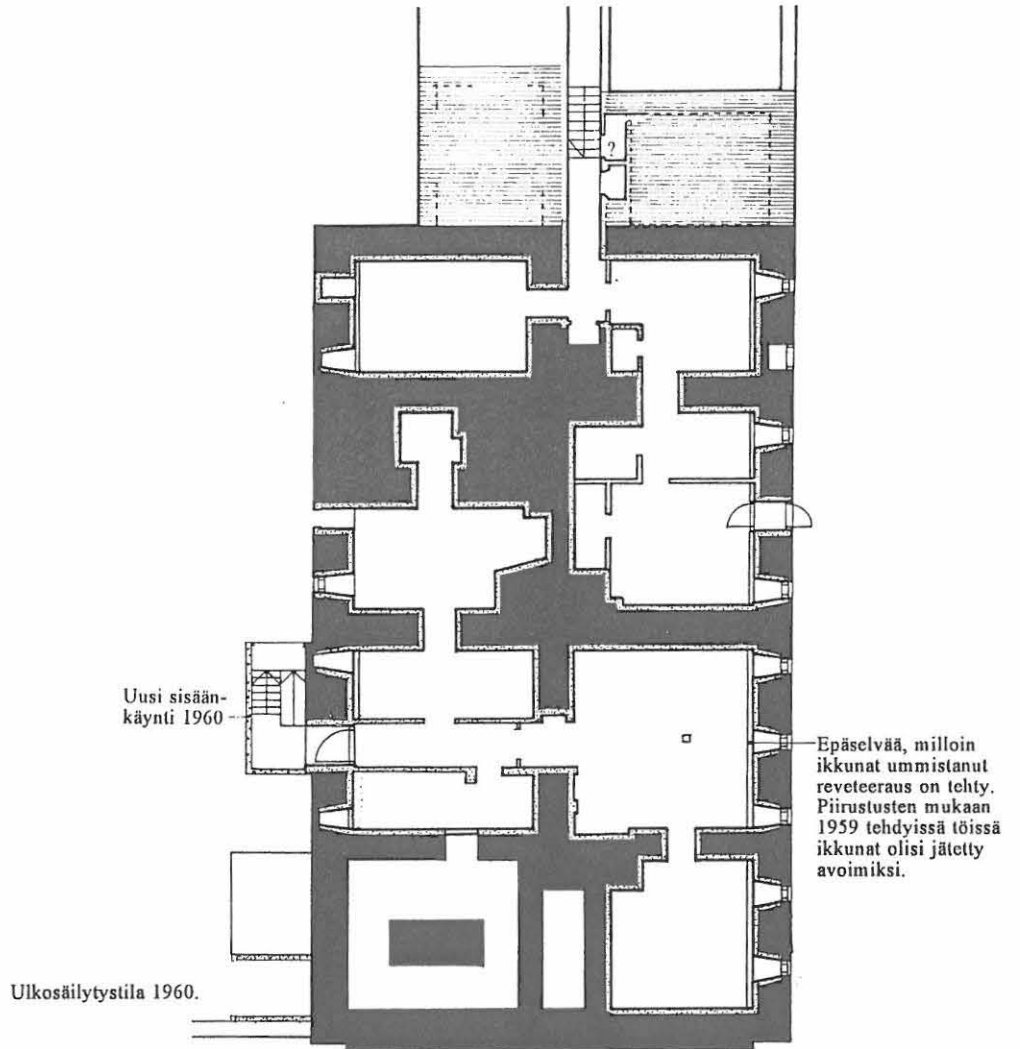 ?
Uusi sisään-
käynti 1960
Epäselvää, milloin
ikkunat ummistanut
reveteeraus on tehty.
Piirustusten mukaan
1959 tehdyissä töissä
ikkunat olisi jätetty
avoimiksi.
Ulkosäilytystila 1960.